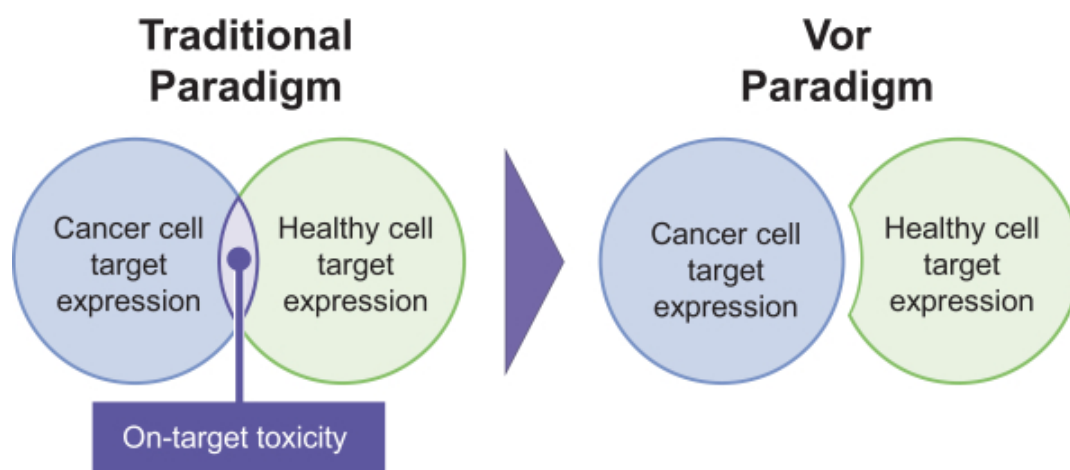 Traditional
Paradigm
Cancer cell
target
expression
Healthy cell
target
expression
On-target toxicity
Vor
Paradigm
Cancer cell
target
expression
Healthy cell
target
expression